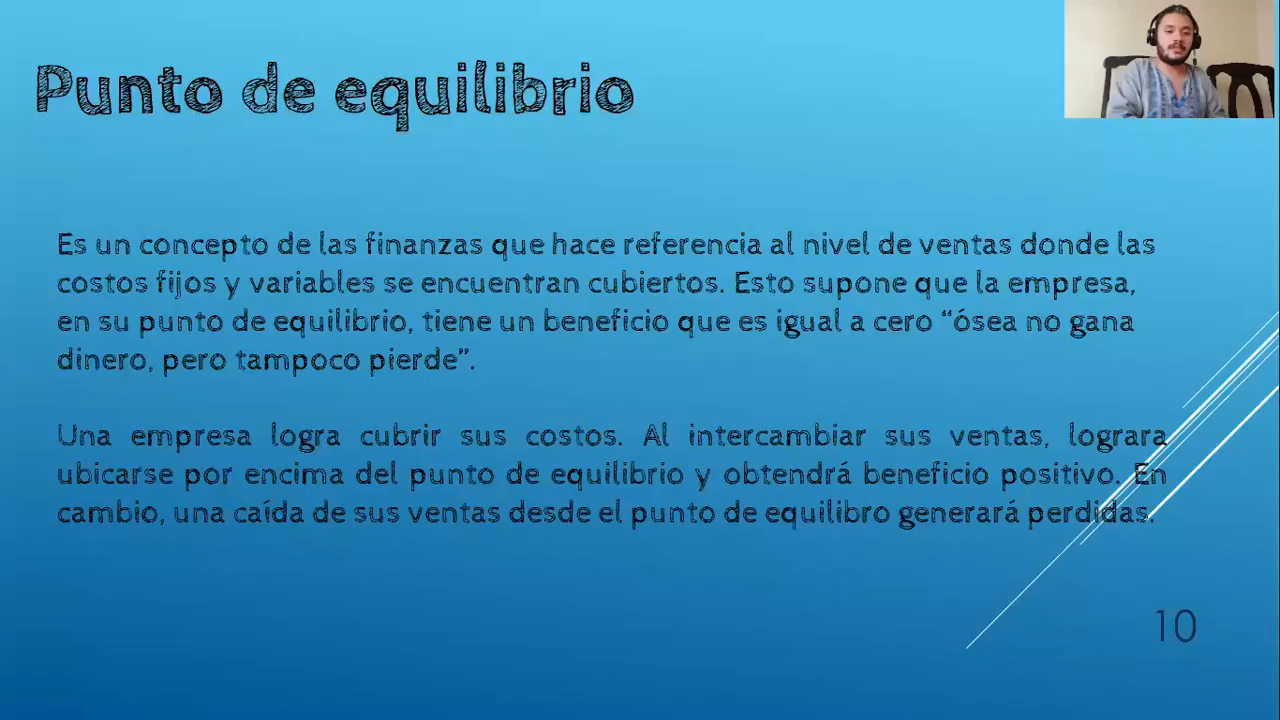 Punto de equilibrio
Es un concepto de las finanzas que hace referencia al nivel de ventas donde las
costos fijos y variables se encuentran cubiertos. Esto supone que la empresa,
en su punto de equilibrio, tiene un beneficio que es igual a cero “ósea no gana
dinero, pero tampoco pierde”.
Una empresa logra cubrir sus costos. Al intercambiar sus ventas, lograra
ubicarse por encima del punto de equilibrio y obtendrá beneficio positivo. En
cambio, una caída de sus ventas desde el punto de equilibro generará perdidas.
10